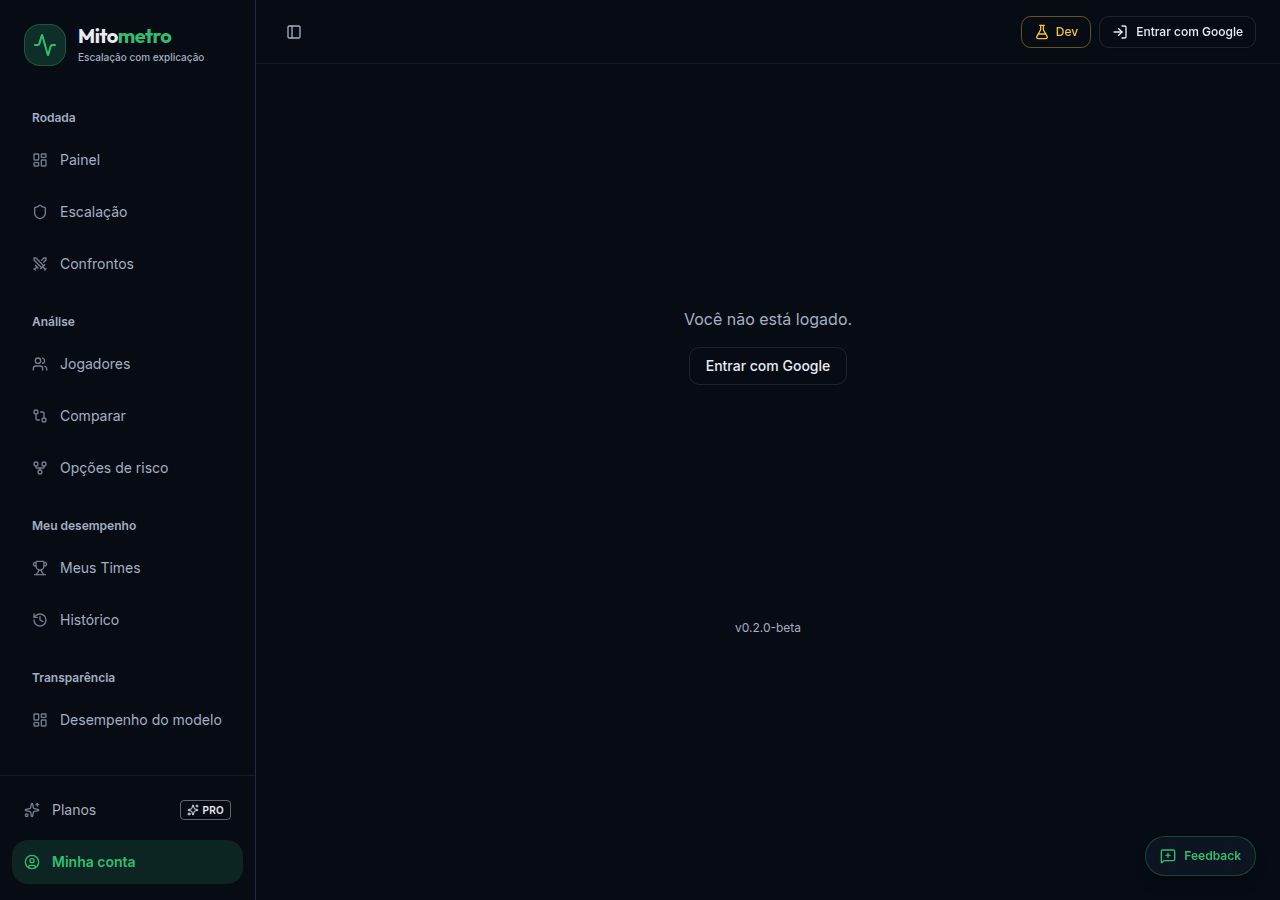 Mitometro
Escalação com explicação
Rodada
Painel
Escalação
Confrontos
Análise
Jogadores
Comparar
Opções de risco
Meu desempenho
Meus Times
Histórico
Transparência
Desempenho do modelo
Planos
PRO
Minha conta
Dev
Entrar com Google
Você não está logado.
Entrar com Google
v0.2.0-beta
Feedback